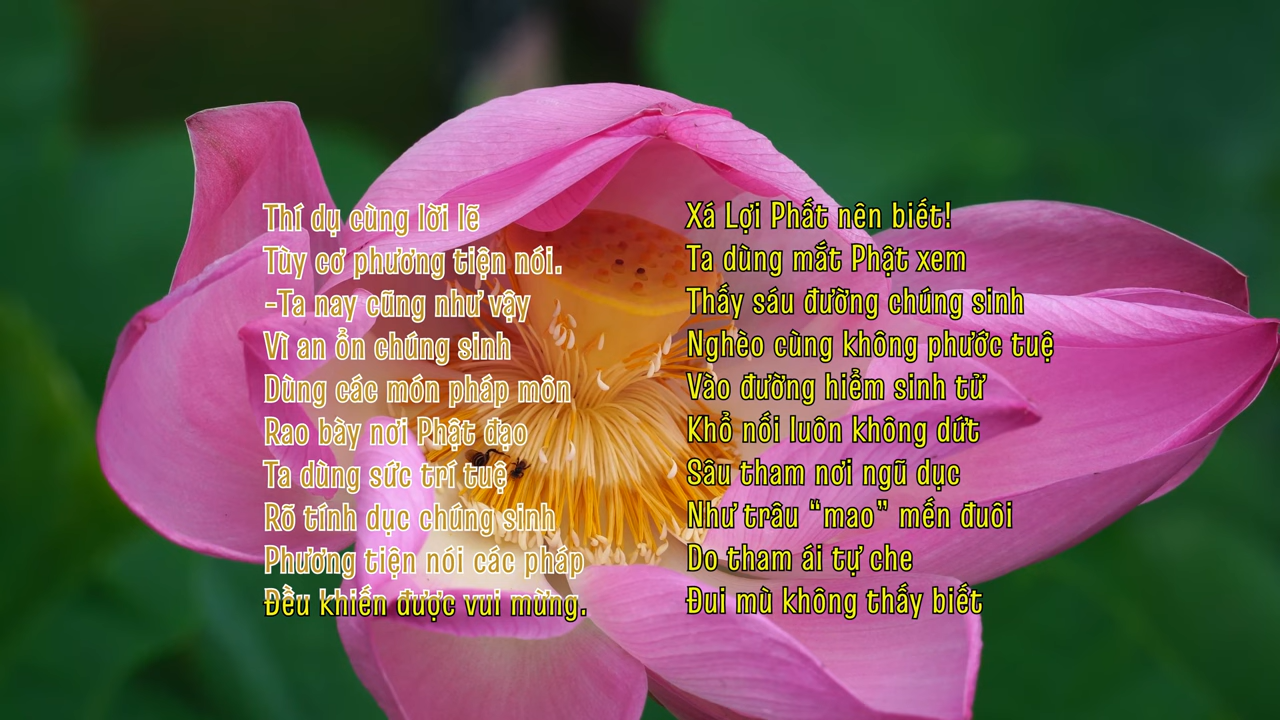 Thí dụ cùng lời lẽ
Tùy cơ phương tiện nói.
-Ta nay cũng như vậy
Vì an ổn chúng sinh
Dùng các món pháp môn
Rao bày nơi Phật đạo
Ta dùng sức trí tuệ
Rõ tính dục chúng sinh
Phương tiện nói các pháp
Đều khiến được vui mừng.
Xá Lợi Phất nên biết!
Ta dùng mắt Phật xem
Thấy sáu đường chúng sinh
Nghèo cùng không phước tuệ
Vào đường hiểm sinh tử
Khổ nối luôn không dứt
Sâu tham nơi ngũ dục
Như trâu “mao” mến đuôi
Do tham ái tự che
Đui mù không thấy biết